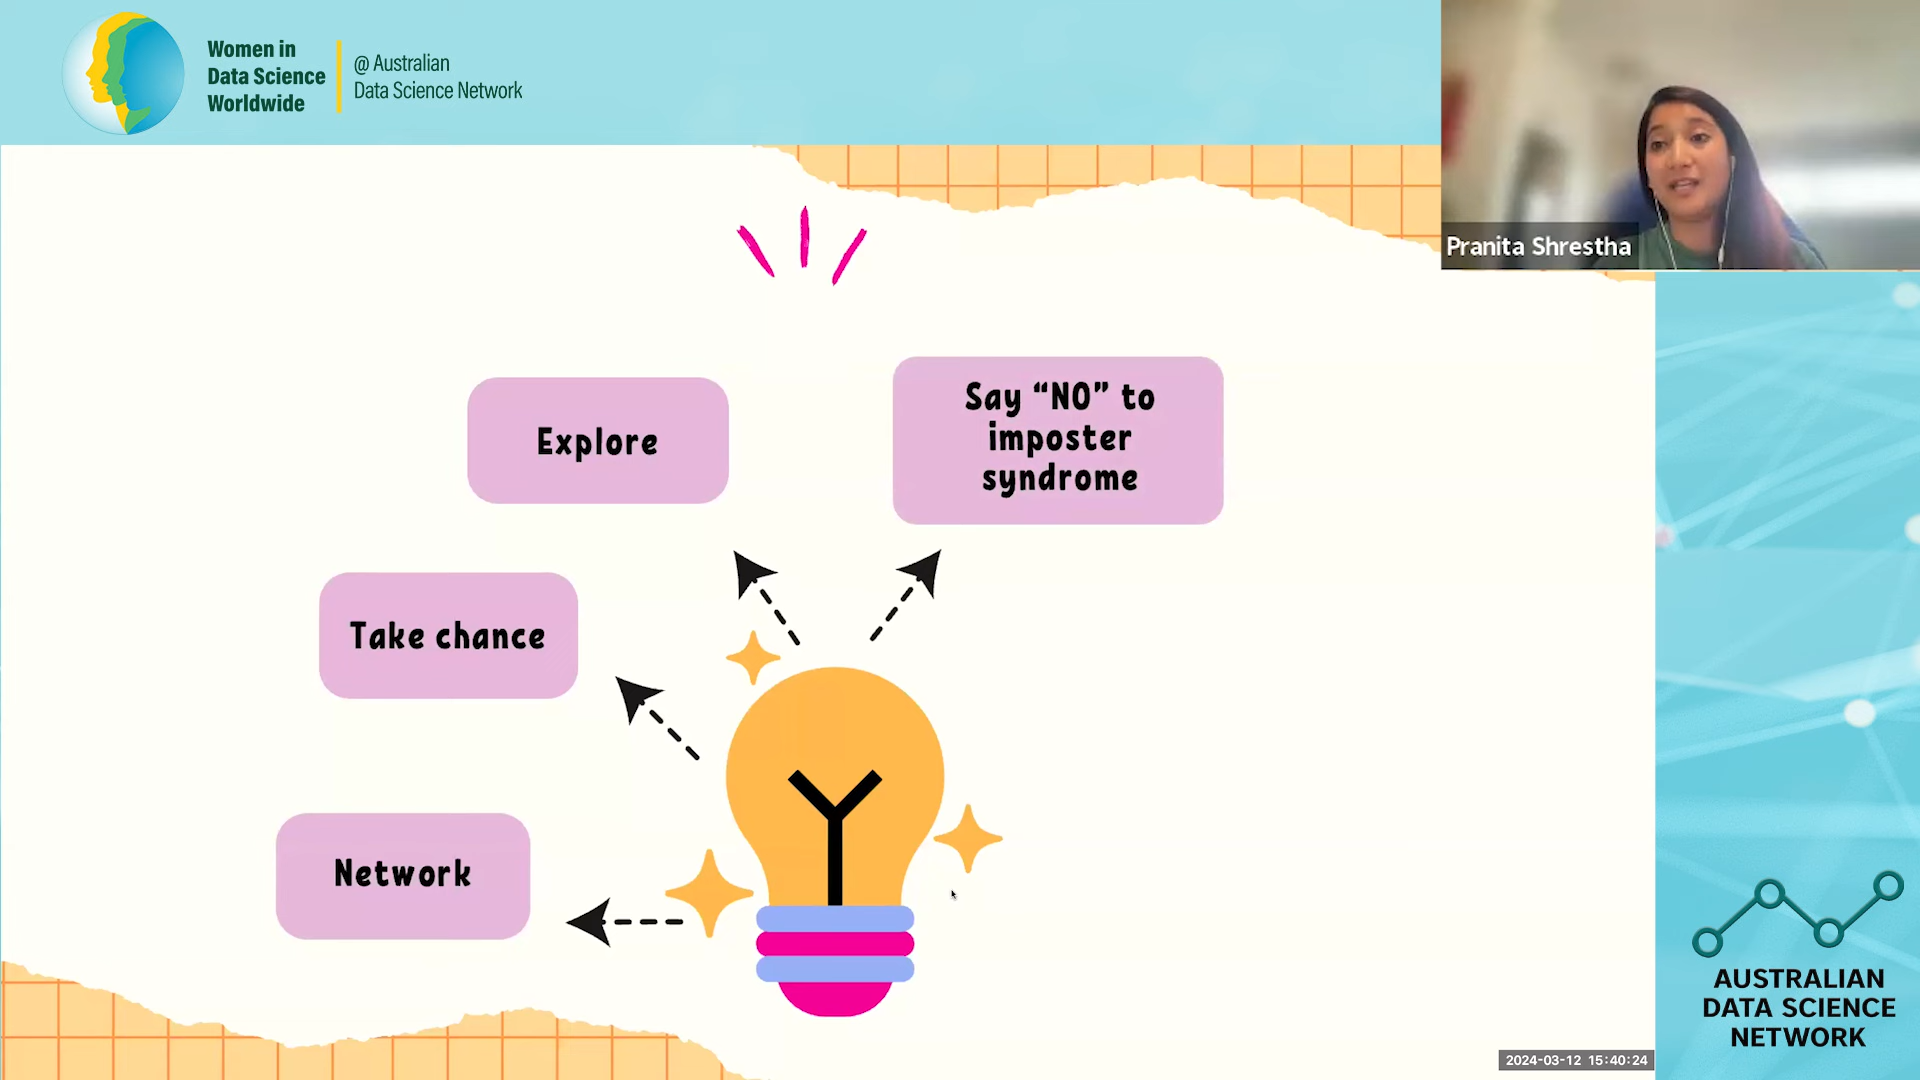 Women in
Data Science
Worldwide
@ Australian
Data Science Network
Pranita Shrestha
Explore
Say “NO” to
imposter
syndrome
Take chance
Network
AUSTRALIAN
DATA SCIENCE
NETWORK
2024-03-12 15:40:24